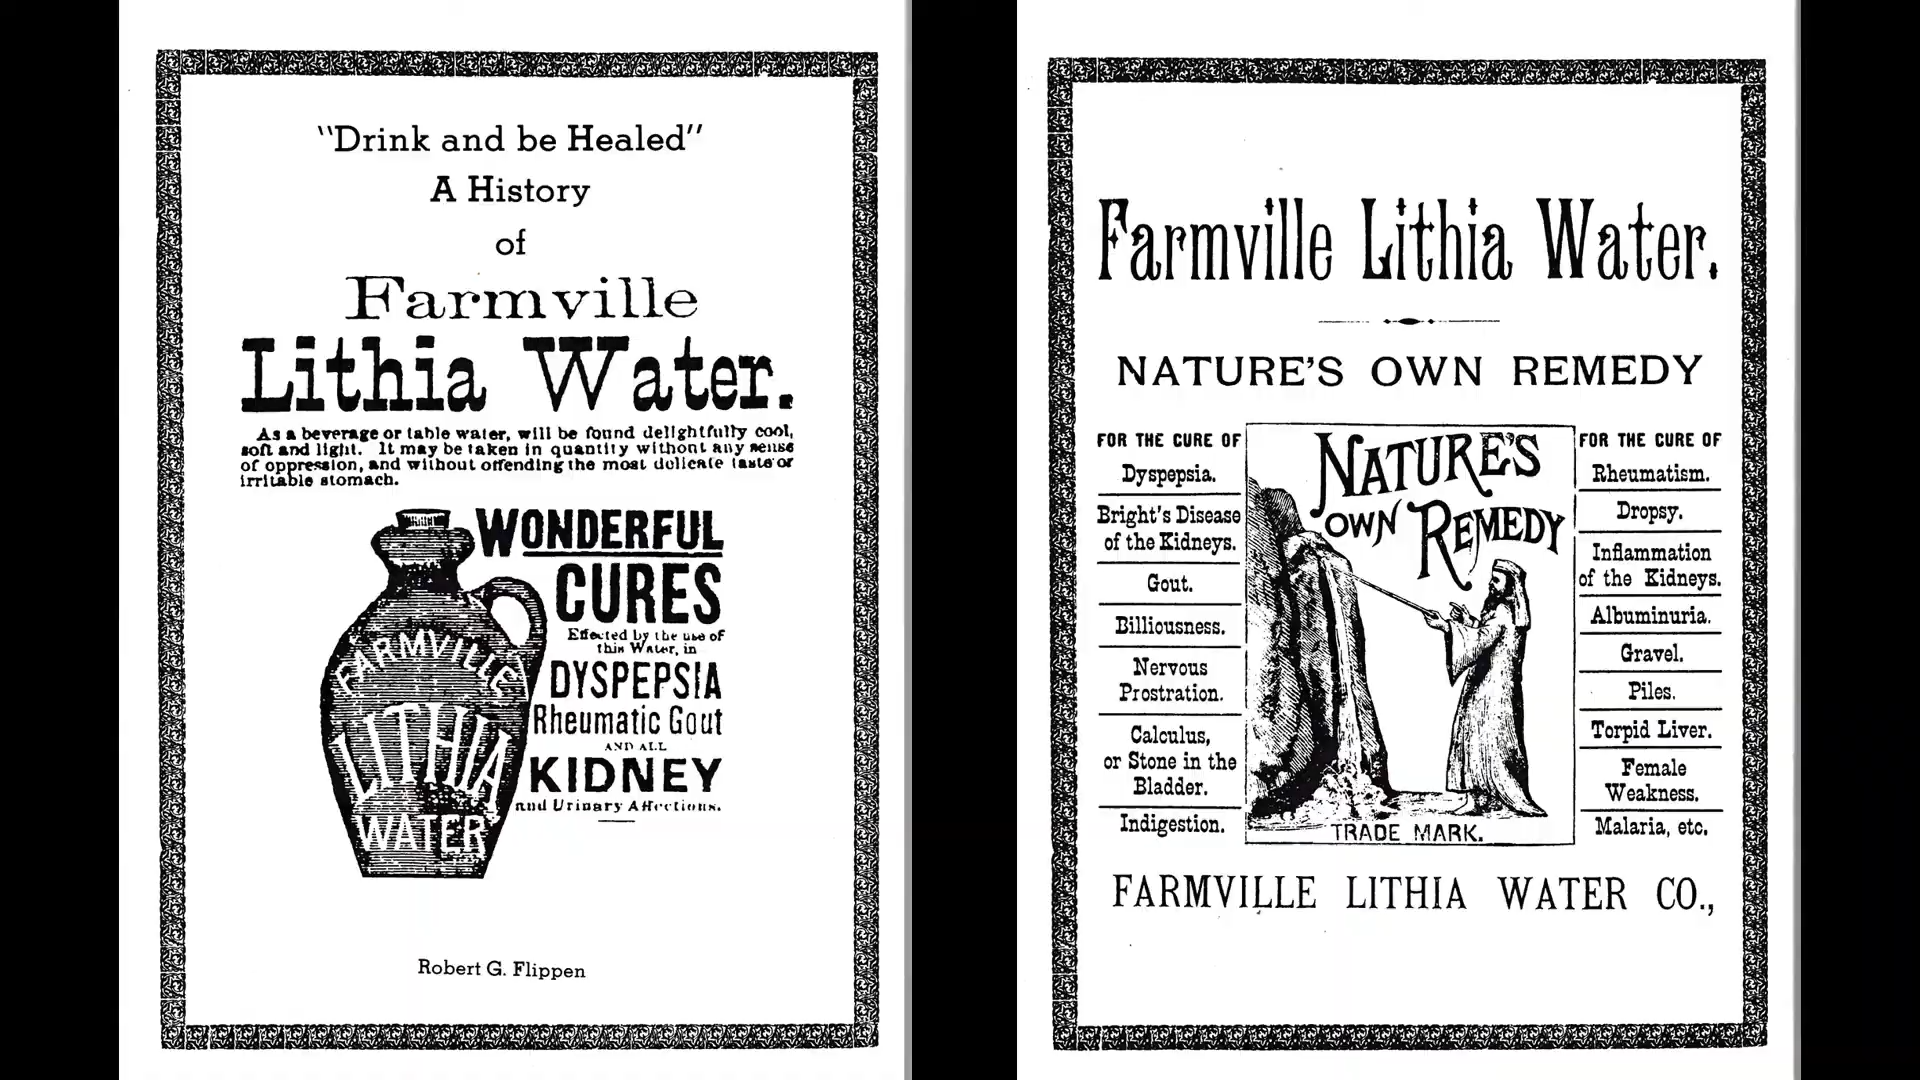 "Drink and be Healed"
A History
of
Farmville
Lithia Water.
As a beverage or table water, will be found delightfully cool,
soft and light. It may be taken in quantity without any sense
of oppression, and without offending the most delicate taste or
irritable stomach.
WONDERFUL
CURES
Effected by the use of
this Water, in
DYSPEPSIA
Rheumatic Gout
AND ALL
KIDNEY
and Urinary Affections.
FARMVILLE
LITHIA
WATER
Robert G. Flippen
Farmville Lithia Water.
NATURE'S OWN REMEDY
FOR THE CURE OF
Dyspepsia.
Bright's Disease
of the Kidneys.
Gout.
Billiousness.
Nervous
Prostration.
Calculus,
or Stone in the
Bladder.
Indigestion.
NATURE'S
OWN REMEDY
TRADE MARK.
FOR THE CURE OF
Rheumatism.
Dropsy.
Inflammation
of the Kidneys.
Albuminuria.
Gravel.
Piles.
Torpid Liver.
Female
Weakness.
Malaria, etc.
FARMVILLE LITHIA WATER CO.,